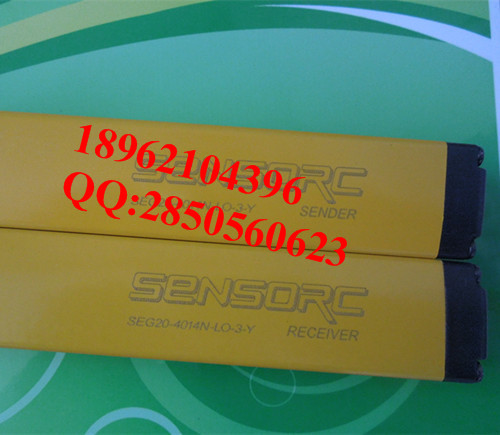 18962104396
SENSORC
SENDER
QQ:2850560623
SENSORC
SEG20-4014N-LO-3-Y RECEIVER